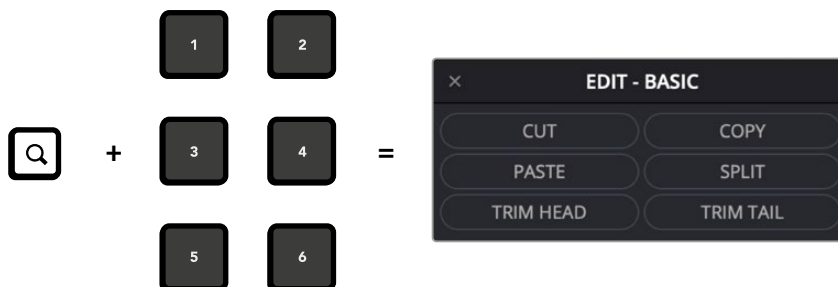 1 2
EDIT - BASIC
CUT COPY
+ 3 4 =
PASTE SPLIT
TRIM HEAD TRIM TAIL
5 6